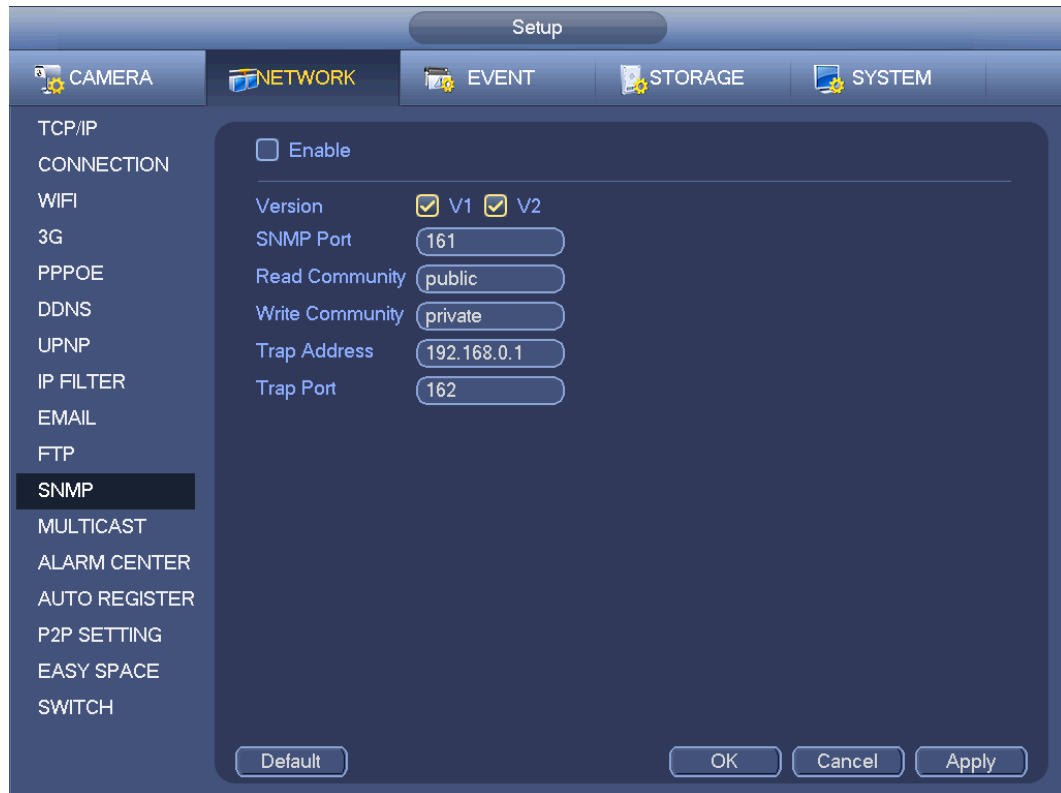 Setup
CAMERA NETWORK EVENT STORAGE SYSTEM
TCP/IP
CONNECTION
WIFI
3G
PPPOE
DDNS
UPNP
IP FILTER
EMAIL
FTP
SNMP
MULTICAST
ALARM CENTER
AUTO REGISTER
P2P SETTING
EASY SPACE
SWITCH
Enable
Version V1 V2
SNMP Port 161
Read Community public
Write Community private
Trap Address 192.168.0.1
Trap Port 162
Default OK Cancel Apply